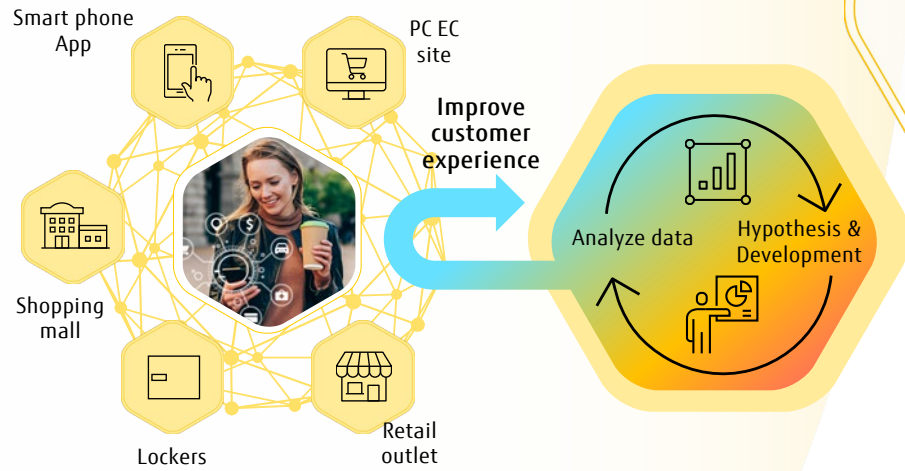 Smart phone
App
PC EC
site
Improve
customer
experience
Shopping
mall
Lockers
Retail
outlet
Analyze data
Hypothesis &
Development